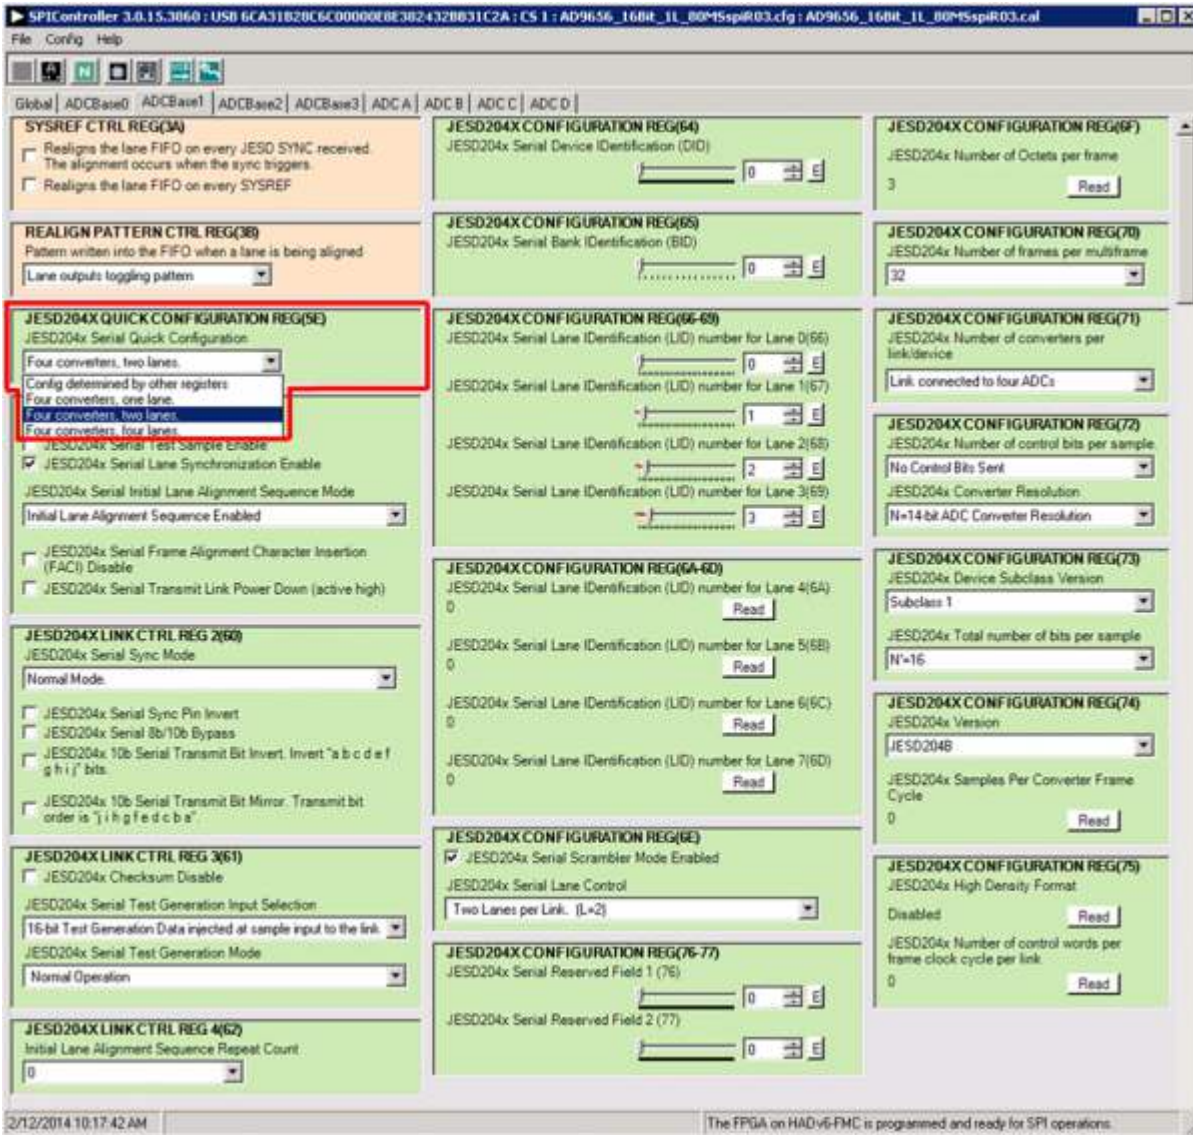 SPIController 3.0.15.3860 : USB 6CA31B28C6C00000E8E3824328B31C2A : CS 1 : AD9656_16Bit_1L_80MSspiR03.cfg : AD9656_16Bit_1L_80MSspiR03.cal
File Config Help
Global ADCBase0 ADCBase1 ADCBase2 ADCBase3 ADC A ADC B ADC C ADC D
SYSREF CTRL REG(3A)
Realigns the lane FIFO on every JESD SYNC received.
The alignment occurs when the sync triggers.
Realigns the lane FIFO on every SYSREF
REALIGN PATTERN CTRL REG(3B)
Pattern written into the FIFO when a lane is being aligned
Lane outputs toggling pattern
JESD204X QUICK CONFIGURATION REG(5E)
JESD204x Serial Quick Configuration
Four converters, two lanes.
Config determined by other registers
Four converters, one lane.
Four converters, two lanes.
Four converters, four lanes.
JESD204x Serial Test Sample Enable
JESD204x Serial Lane Synchronization Enable
JESD204x Serial Initial Lane Alignment Sequence Mode
Initial Lane Alignment Sequence Enabled
JESD204x Serial Frame Alignment Character Insertion
(FACI) Disable
JESD204x Serial Transmit Link Power Down (active high)
JESD204X LINK CTRL REG 2(60)
JESD204x Serial Sync Mode
Normal Mode.
JESD204x Serial Sync Pin Invert
JESD204x Serial 8b/10b Bypass
JESD204x 10b Serial Transmit Bit Invert. Invert "a b c d e f
g h i j" bits.
JESD204x 10b Serial Transmit Bit Mirror. Transmit bit
order is "j i h g f e d c b a".
JESD204X LINK CTRL REG 3(61)
JESD204x Checksum Disable
JESD204x Serial Test Generation Input Selection
16-bit Test Generation Data injected at sample input to the link.
JESD204x Serial Test Generation Mode
Normal Operation
JESD204X LINK CTRL REG 4(62)
Initial Lane Alignment Sequence Repeat Count
0
JESD204X CONFIGURATION REG(64)
JESD204x Serial Device IDentification (DID)
0 E
JESD204X CONFIGURATION REG(65)
JESD204x Serial Bank IDentification (BID)
0 E
JESD204X CONFIGURATION REG(66-69)
JESD204x Serial Lane IDentification (LID) number for Lane 0(66)
0 E
JESD204x Serial Lane IDentification (LID) number for Lane 1(67)
1 E
JESD204x Serial Lane IDentification (LID) number for Lane 2(68)
2 E
JESD204x Serial Lane IDentification (LID) number for Lane 3(69)
3 E
JESD204X CONFIGURATION REG(6A-6D)
JESD204x Serial Lane IDentification (LID) number for Lane 4(6A)
0 Read
JESD204x Serial Lane IDentification (LID) number for Lane 5(6B)
0 Read
JESD204x Serial Lane IDentification (LID) number for Lane 6(6C)
0 Read
JESD204x Serial Lane IDentification (LID) number for Lane 7(6D)
0 Read
JESD204X CONFIGURATION REG(6E)
JESD204x Serial Scrambler Mode Enabled
JESD204x Serial Lane Control
Two Lanes per Link. (L=2)
JESD204X CONFIGURATION REG(76-77)
JESD204x Serial Reserved Field 1 (76)
0 E
JESD204x Serial Reserved Field 2 (77)
0 E
JESD204X CONFIGURATION REG(6F)
JESD204x Number of Octets per frame
3 Read
JESD204X CONFIGURATION REG(70)
JESD204x Number of frames per multiframe
32
JESD204X CONFIGURATION REG(71)
JESD204x Number of converters per
link/device
Link connected to four ADCs
JESD204X CONFIGURATION REG(72)
JESD204x Number of control bits per sample
No Control Bits Sent
JESD204x Converter Resolution
N=14-bit ADC Converter Resolution
JESD204X CONFIGURATION REG(73)
JESD204x Device Subclass Version
Subclass 1
JESD204x Total number of bits per sample
N'=16
JESD204X CONFIGURATION REG(74)
JESD204x Version
JESD204B
JESD204x Samples Per Converter Frame
Cycle
0 Read
JESD204X CONFIGURATION REG(75)
JESD204x High Density Format
Disabled Read
JESD204x Number of control words per
frame clock cycle per link
0 Read
2/12/2014 10:17:42 AM
The FPGA on HADv6-FMC is programmed and ready for SPI operations.